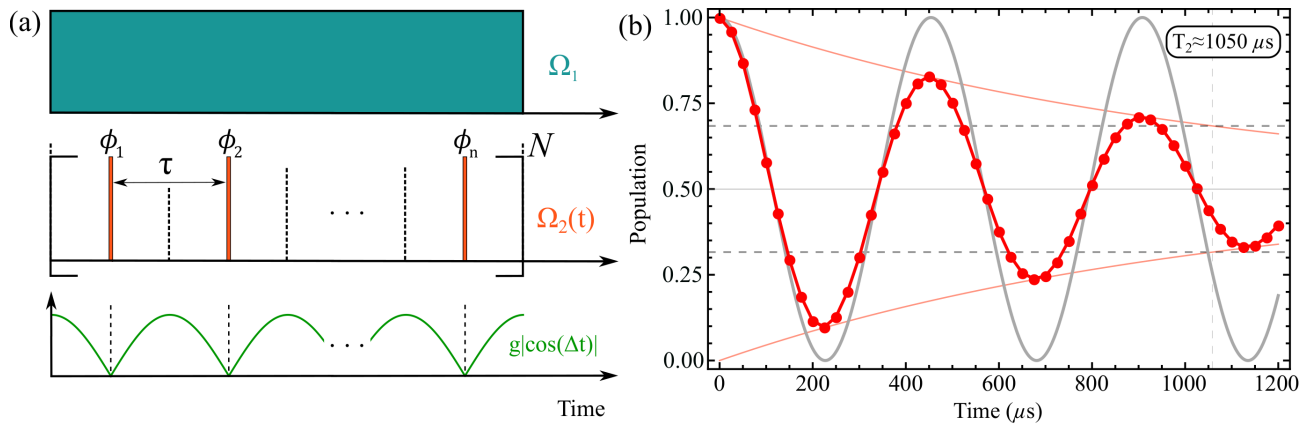 (a)
Ω₁
ϕ₁
ϕ₂
ϕₙ
N
τ
. . .
Ω₂(t)
. . .
g|cos(Δt)|
Time
(b)
T₂≈1050 μs
Population
1.00
0.75
0.50
0.25
0.00
0
200
400
600
800
1000
1200
Time (μs)